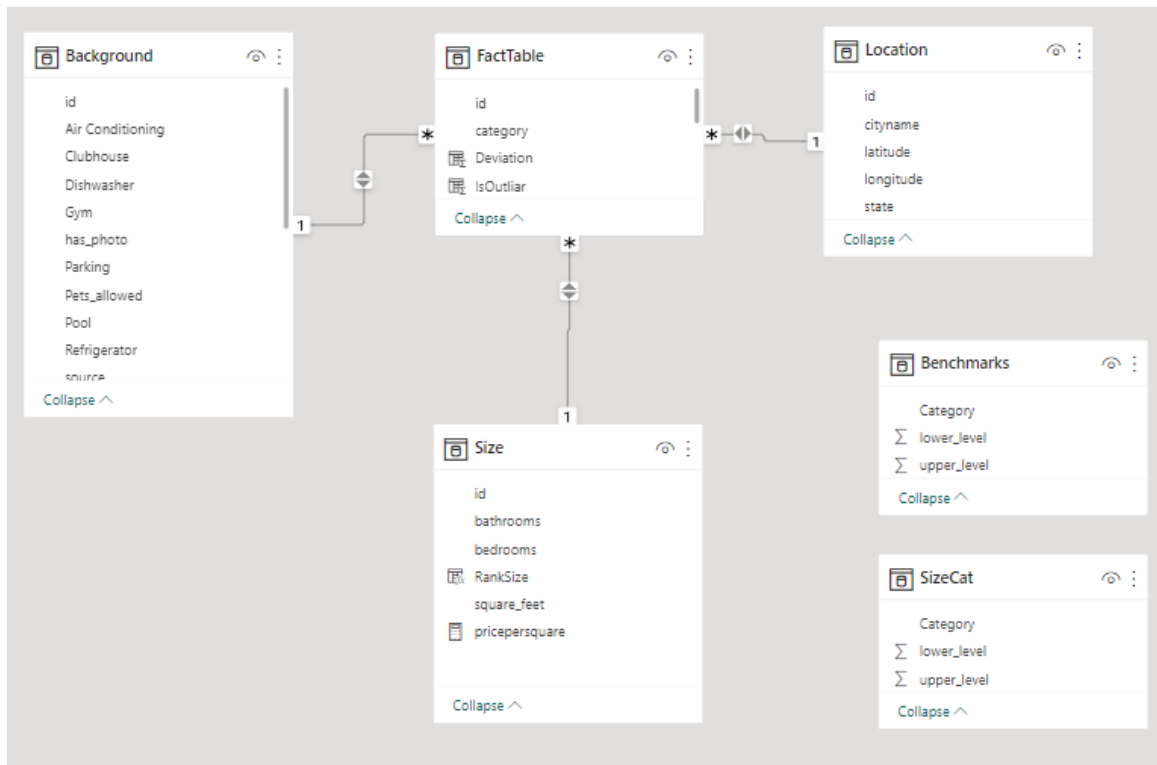 Background
id
Air Conditioning
Clubhouse
Dishwasher
Gym
has_photo
Parking
Pets_allowed
Pool
Refrigerator
source
Collapse
1
*
FactTable
id
category
Deviation
IsOutliar
Collapse
*
*
1
Location
id
cityname
latitude
longitude
state
Collapse
1
Size
id
bathrooms
bedrooms
RankSize
square_feet
pricepersquare
Collapse
Benchmarks
Category
lower_level
upper_level
Collapse
SizeCat
Category
lower_level
upper_level
Collapse